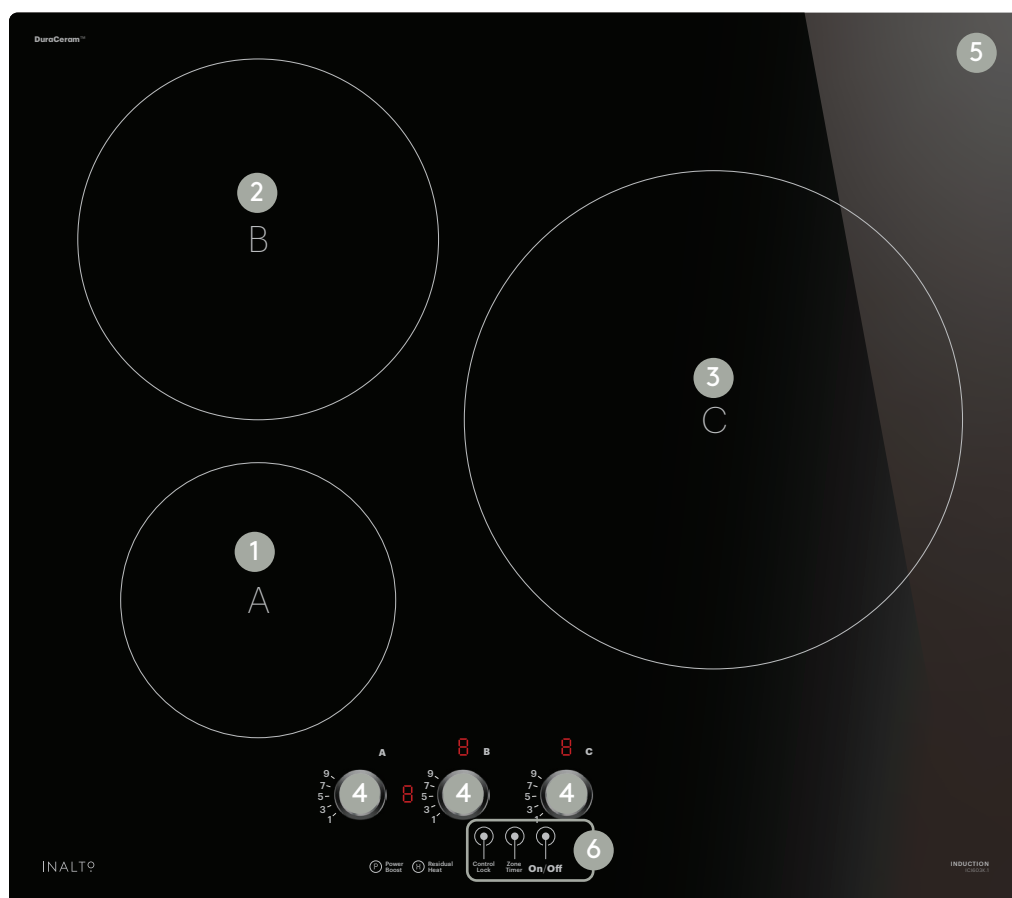 DuraCeram™
5
2
B
3
C
1
A
A
8
B
8
C
9
7
5
3
1
4
8
9
7
5
3
1
4
9
7
5
3
1
4
6
INALTO
P Power
Boost
H Residual
Heat
Control
Lock
Zone
Timer
On/Off
INDUCTION